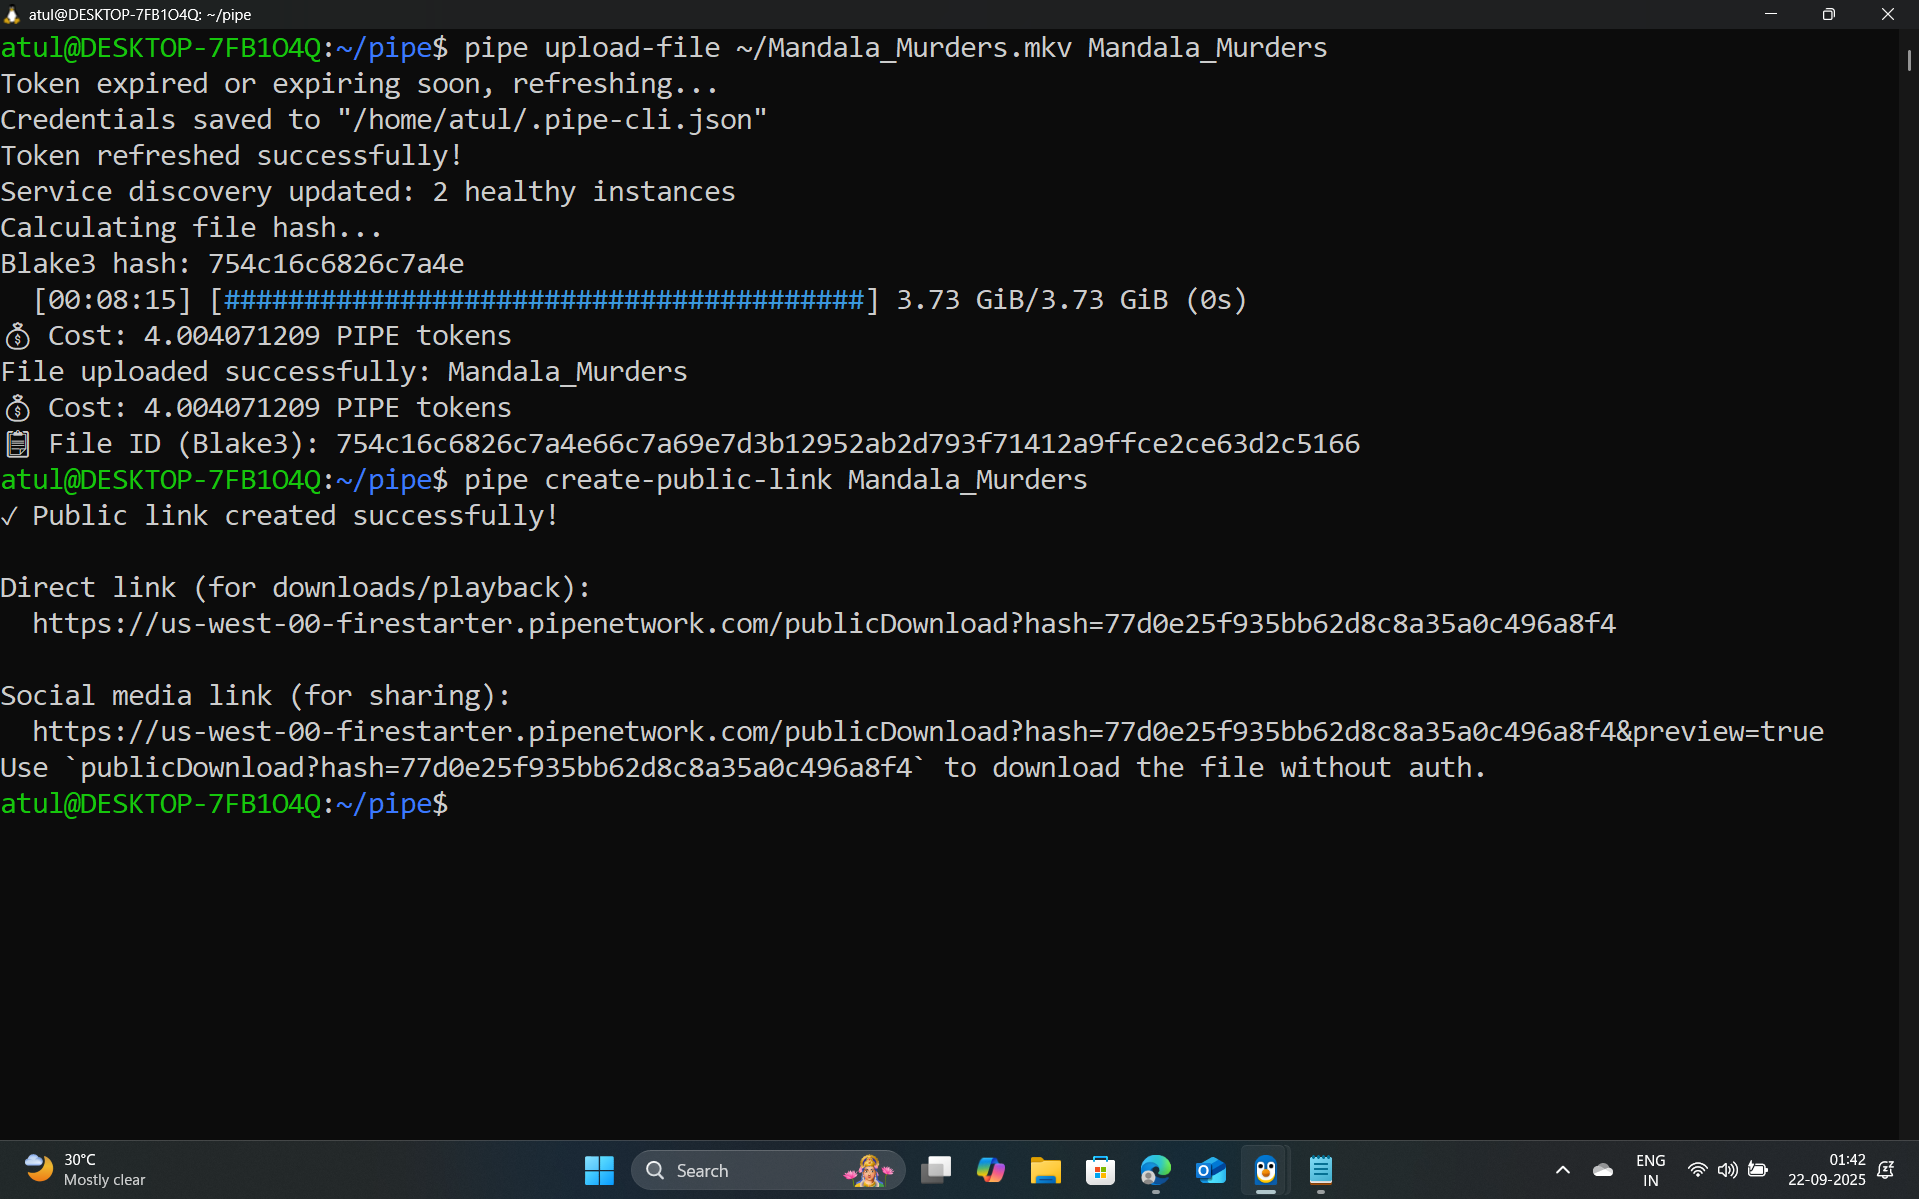 atul@DESKTOP-7FB1O4Q: ~/pipe
atul@DESKTOP-7FB1O4Q:~/pipe$ pipe upload-file ~/Mandala_Murders.mkv Mandala_Murders
Token expired or expiring soon, refreshing...
Credentials saved to "/home/atul/.pipe-cli.json"
Token refreshed successfully!
Service discovery updated: 2 healthy instances
Calculating file hash...
Blake3 hash: 754c16c6826c7a4e
[00:08:15] [########################################] 3.73 GiB/3.73 GiB (0s)
💰 Cost: 4.004071209 PIPE tokens
File uploaded successfully: Mandala_Murders
💰 Cost: 4.004071209 PIPE tokens
📋 File ID (Blake3): 754c16c6826c7a4e66c7a69e7d3b12952ab2d793f71412a9ffce2ce63d2c5166
atul@DESKTOP-7FB1O4Q:~/pipe$ pipe create-public-link Mandala_Murders
✓ Public link created successfully!
Direct link (for downloads/playback):
https://us-west-00-firestarter.pipenetwork.com/publicDownload?hash=77d0e25f935bb62d8c8a35a0c496a8f4
Social media link (for sharing):
https://us-west-00-firestarter.pipenetwork.com/publicDownload?hash=77d0e25f935bb62d8c8a35a0c496a8f4&preview=true
Use `publicDownload?hash=77d0e25f935bb62d8c8a35a0c496a8f4` to download the file without auth.
atul@DESKTOP-7FB1O4Q:~/pipe$
30°C
Mostly clear
Search
ENG
IN
01:42
22-09-2025